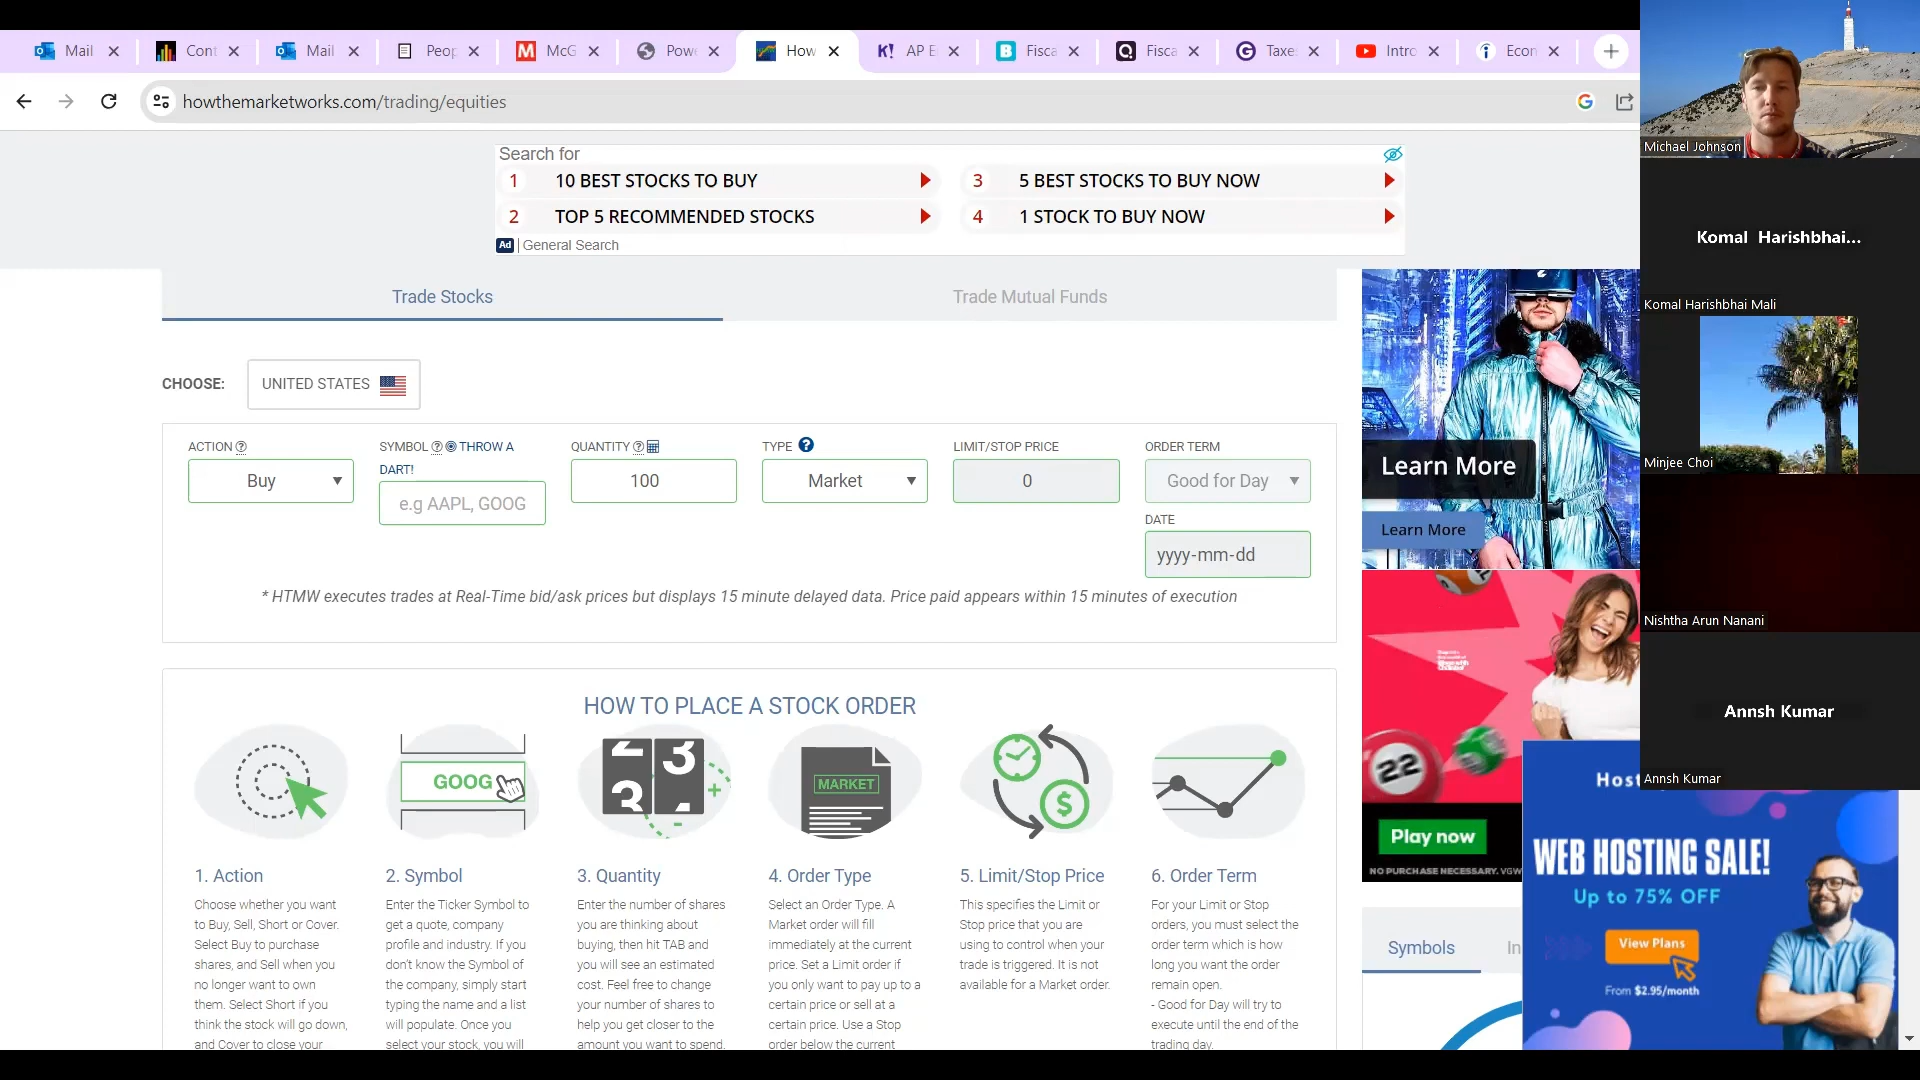 Mail
Cont
Mail
Peop
McG
Powe
How
AP E
Fisca
Fisca
Taxe
Intro
Econ
howthemarketworks.com/trading/equities
Search for
1 10 BEST STOCKS TO BUY
3 5 BEST STOCKS TO BUY NOW
2 TOP 5 RECOMMENDED STOCKS
4 1 STOCK TO BUY NOW
Ad | General Search
Trade Stocks
Trade Mutual Funds
CHOOSE:
UNITED STATES
ACTION
SYMBOL THROW A
DART!
QUANTITY
TYPE
LIMIT/STOP PRICE
ORDER TERM
Buy
e.g AAPL, GOOG
100
Market
0
Good for Day
DATE
yyyy-mm-dd
* HTMW executes trades at Real-Time bid/ask prices but displays 15 minute delayed data. Price paid appears within 15 minutes of execution
HOW TO PLACE A STOCK ORDER
GOOG
3
3
MARKET
1. Action
Choose whether you want
to Buy, Sell, Short or Cover.
Select Buy to purchase
shares, and Sell when you
no longer want to own
them. Select Short if you
think the stock will go down,
and Cover to close your
2. Symbol
Enter the Ticker Symbol to
get a quote, company
profile and industry. If you
don't know the Symbol of
the company, simply start
typing the name and a list
will populate. Once you
select your stock, you will
3. Quantity
Enter the number of shares
you are thinking about
buying, then hit TAB and
you will see an estimated
cost. Feel free to change
your number of shares to
help you get closer to the
amount you want to spend.
4. Order Type
Select an Order Type. A
Market order will fill
immediately at the current
price. Set a Limit order if
you only want to pay up to a
certain price or sell at a
certain price. Use a Stop
order below the current
5. Limit/Stop Price
This specifies the Limit or
Stop price that you are
using to control when your
trade is triggered. It is not
available for a Market order.
6. Order Term
For your Limit or Stop
orders, you must select the
order term which is how
long you want the order
remain open.
- Good for Day will try to
execute until the end of the
trading day.
Learn More
Learn More
22
Play now
NO PURCHASE NECESSARY. VGW
Symbols
In
Host
WEB HOSTING SALE!
Up to 75% OFF
View Plans
From $2.95/month
Michael Johnson
Komal Harishbhai...
Komal Harishbhai Mali
Minjee Choi
Nishtha Arun Nanani
Annsh Kumar
Annsh Kumar